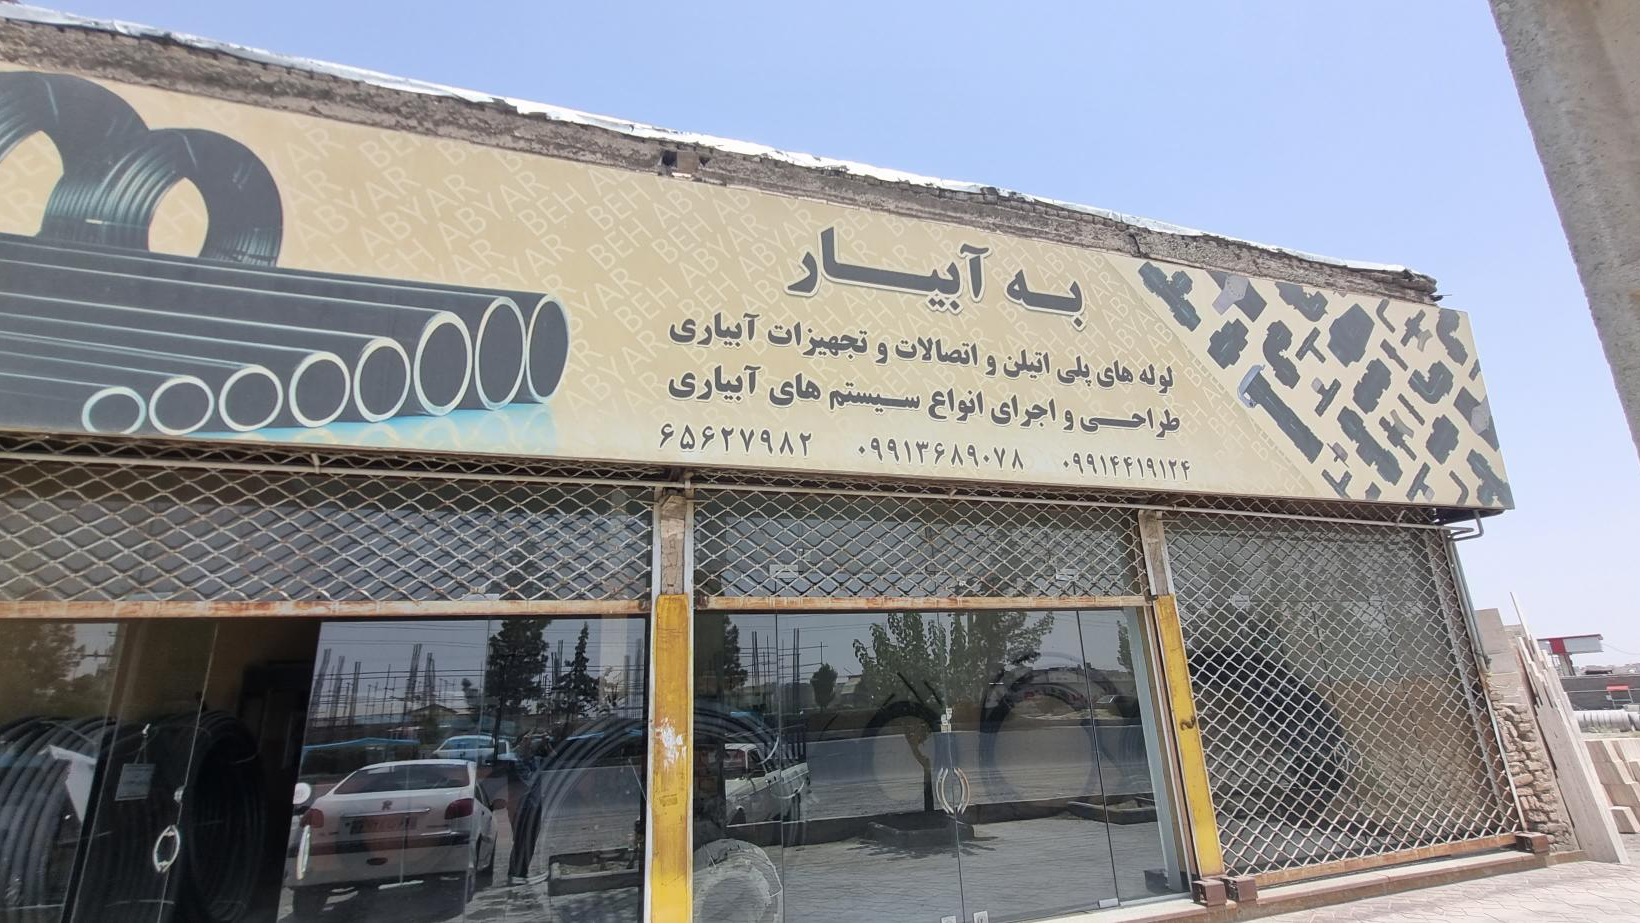 به آبیار
لوله های پلی اتیلن و اتصالات و تجهیزات آبیاری
طراحی و اجرای انواع سیستم های آبیاری
۰۹۹۱۴۴۱۹۱۲۴ ۰۹۹۱۳۶۸۹۰۷۸ ۶۵۶۲۷۹۸۲
BEH ABYAR